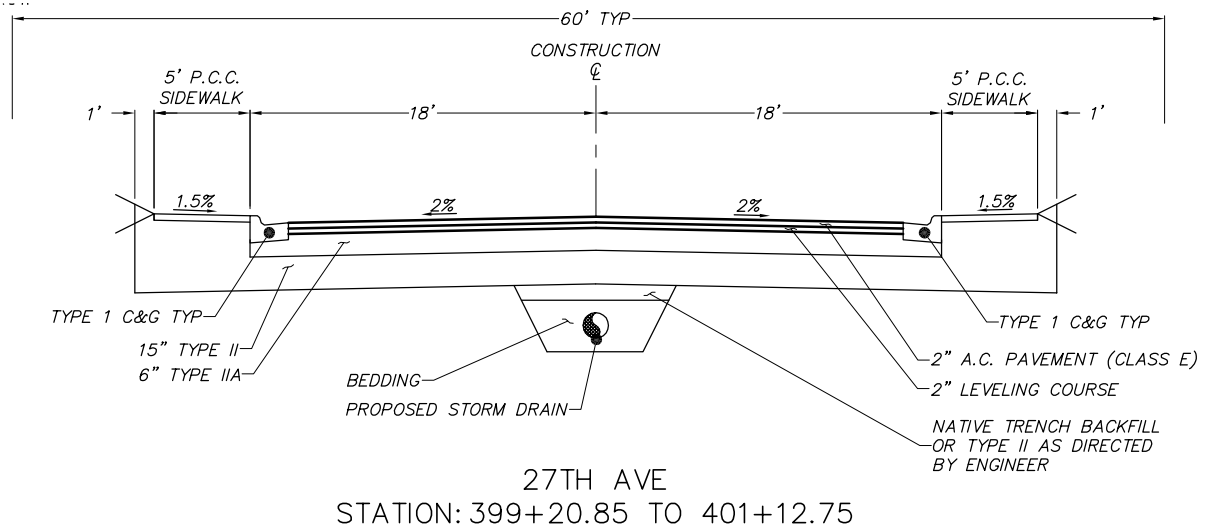 60' TYP
CONSTRUCTION
℄
5' P.C.C.
SIDEWALK
5' P.C.C.
SIDEWALK
1'
18'
18'
1'
1.5%
2%
2%
1.5%
TYPE 1 C&G TYP
15" TYPE II
6" TYPE IIA
BEDDING
PROPOSED STORM DRAIN
TYPE 1 C&G TYP
2" A.C. PAVEMENT (CLASS E)
2" LEVELING COURSE
NATIVE TRENCH BACKFILL
OR TYPE II AS DIRECTED
BY ENGINEER
27TH AVE
STATION: 399+20.85 TO 401+12.75